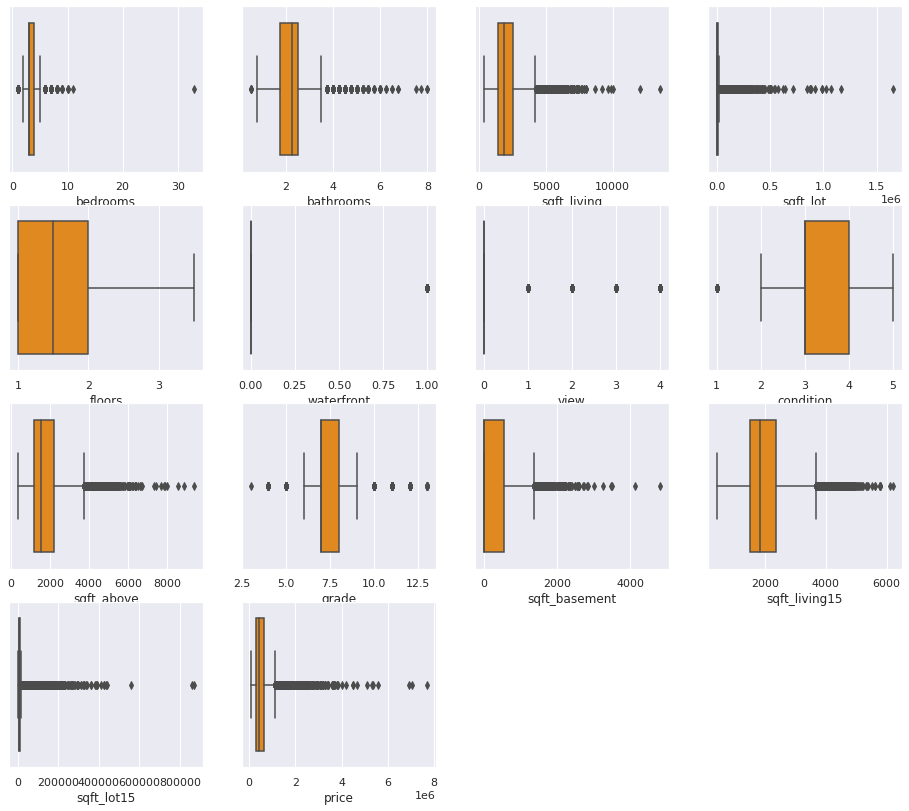 0 10 20 30
bedrooms
2 4 6 8
bathrooms
0 5000 10000
sqft_living
0.0 0.5 1.0 1.5
1e6
sqft_lot
1 2 3
floors
0.00 0.25 0.50 0.75 1.00
waterfront
0 1 2 3 4
view
1 2 3 4 5
condition
0 2000 4000 6000 8000
sqft_above
2.5 5.0 7.5 10.0 12.5
grade
0 2000 4000
sqft_basement
2000 4000 6000
sqft_living15
0 200000 400000 600000 800000
sqft_lot15
0 2 4 6 8
1e6
price